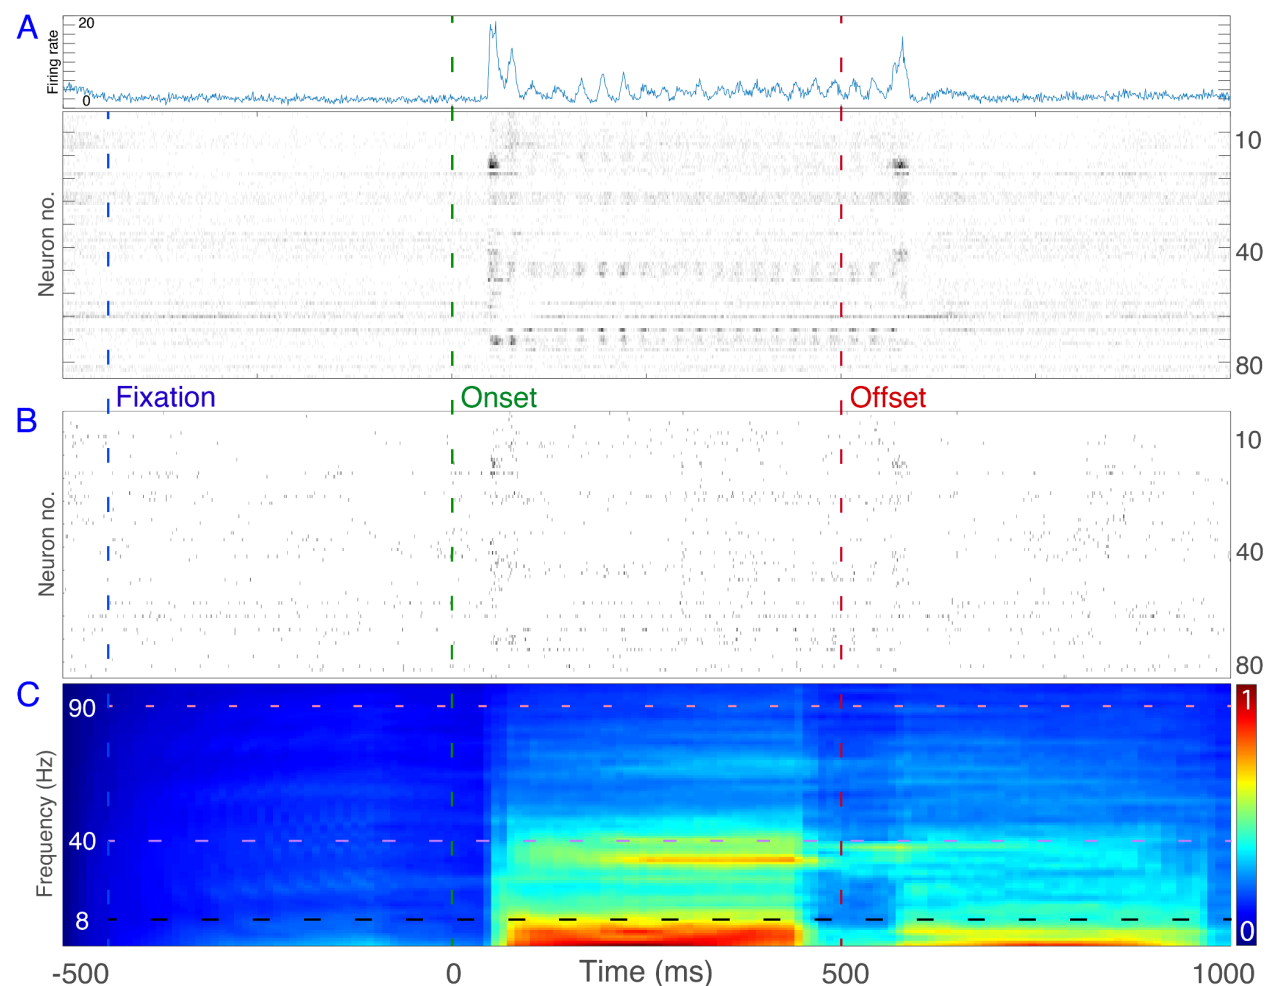 A
20
Firing rate
0
10
Neuron no.
40
80
Fixation
Onset
Offset
B
10
Neuron no.
40
80
C
90
1
Frequency (Hz)
40
8
0
-500
0
Time (ms)
500
1000